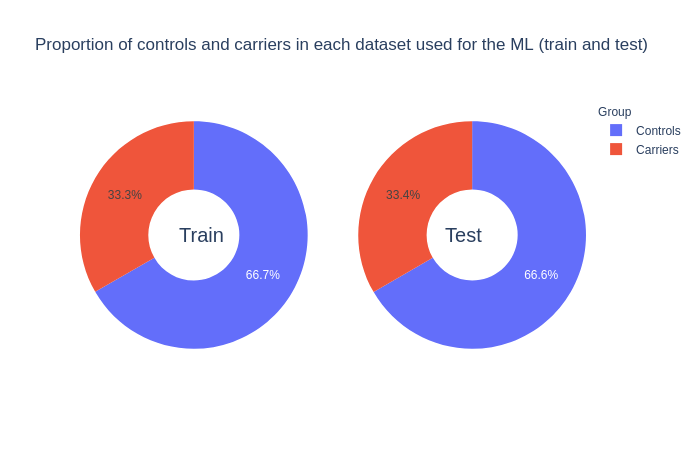 Proportion of controls and carriers in each dataset used for the ML (train and test)
Group
Controls
Carriers
33.3%
Train
66.7%
33.4%
Test
66.6%